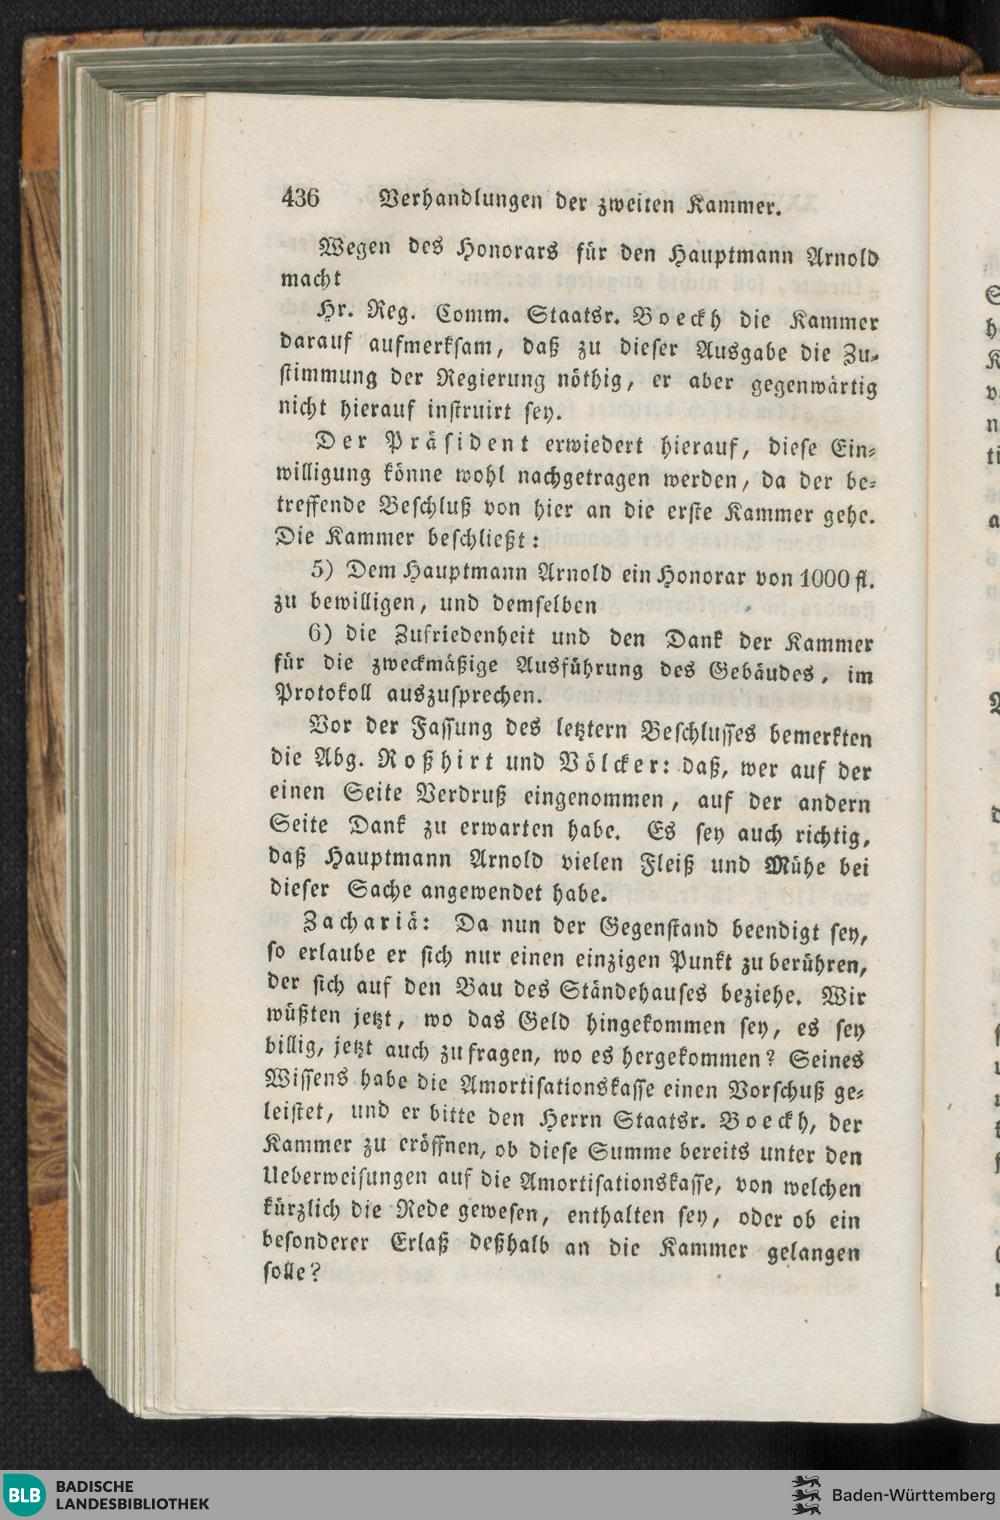 436 Verhandlungen der zweiten Kammer.
Wegen des Honorars für den Hauptmann Arnold
macht
Hr. Reg. Comm. Staatsr. Boeckh die Kammer
darauf aufmerksam, daß zu dieser Ausgabe die Zu-
stimmung der Regierung nöthig, er aber gegenwärtig
nicht hierauf instruirt sey.
Der Präsident erwiedert hierauf, diese Ein-
willigung könne wohl nachgetragen werden, da der be-
treffende Beschluß von hier an die erste Kammer gehe.
Die Kammer beschließt:
5) Dem Hauptmann Arnold ein Honorar von 1000 fl.
zu bewilligen, und demselben
6) die Zufriedenheit und den Dank der Kammer
für die zweckmäßige Ausführung des Gebäudes, im
Protokoll auszusprechen.
Vor der Fassung des letztern Beschlusses bemerkten
die Abg. Roßhirt und Völcker: daß, wer auf der
einen Seite Verdruß eingenommen, auf der andern
Seite Dank zu erwarten habe. Es sey auch richtig,
daß Hauptmann Arnold vielen Fleiß und Mühe bei
dieser Sache angewendet habe.
Zachariä: Da nun der Gegenstand beendigt sey,
so erlaube er sich nur einen einzigen Punkt zu berühren,
der sich auf den Bau des Ständehauses beziehe. Wir
wüßten jetzt, wo das Geld hingekommen sey, es sey
billig, jetzt auch zu fragen, wo es hergekommen? Seines
Wissens habe die Amortisationskasse einen Vorschuß ge-
leistet, und er bitte den Herrn Staatsr. Boeckh, der
Kammer zu eröffnen, ob diese Summe bereits unter den
Ueberweisungen auf die Amortisationskasse, von welchen
kürzlich die Rede gewesen, enthalten sey, oder ob ein
besonderer Erlaß deßhalb an die Kammer gelangen
solle?
BLB BADISCHE
LANDESBIBLIOTHEK
Baden-Württemberg